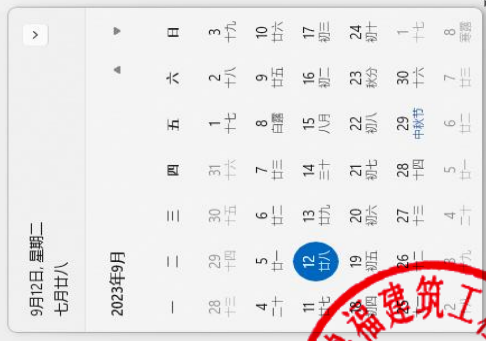 9月12日, 星期二
七月廿八
2023年9月
一 二 三 四 五 六 日
28 29 30 31 1 2 3
十三 十四 十五 十六 十七 十八 十九
4 5 6 7 8 9 10
二十 廿一 廿二 廿三 白露 廿五 廿六
11 12 13 14 15 16 17
廿七 廿八 廿九 三十 八月 初二 初三
18 19 20 21 22 23 24
初四 初五 初六 初七 初八 秋分 初十
26 27 28 29 30 1
十二 十三 十四 中秋节 十六 十七
4 5 6 7 8
十九 二十 廿一 廿二 廿三 寒露
福建筑工